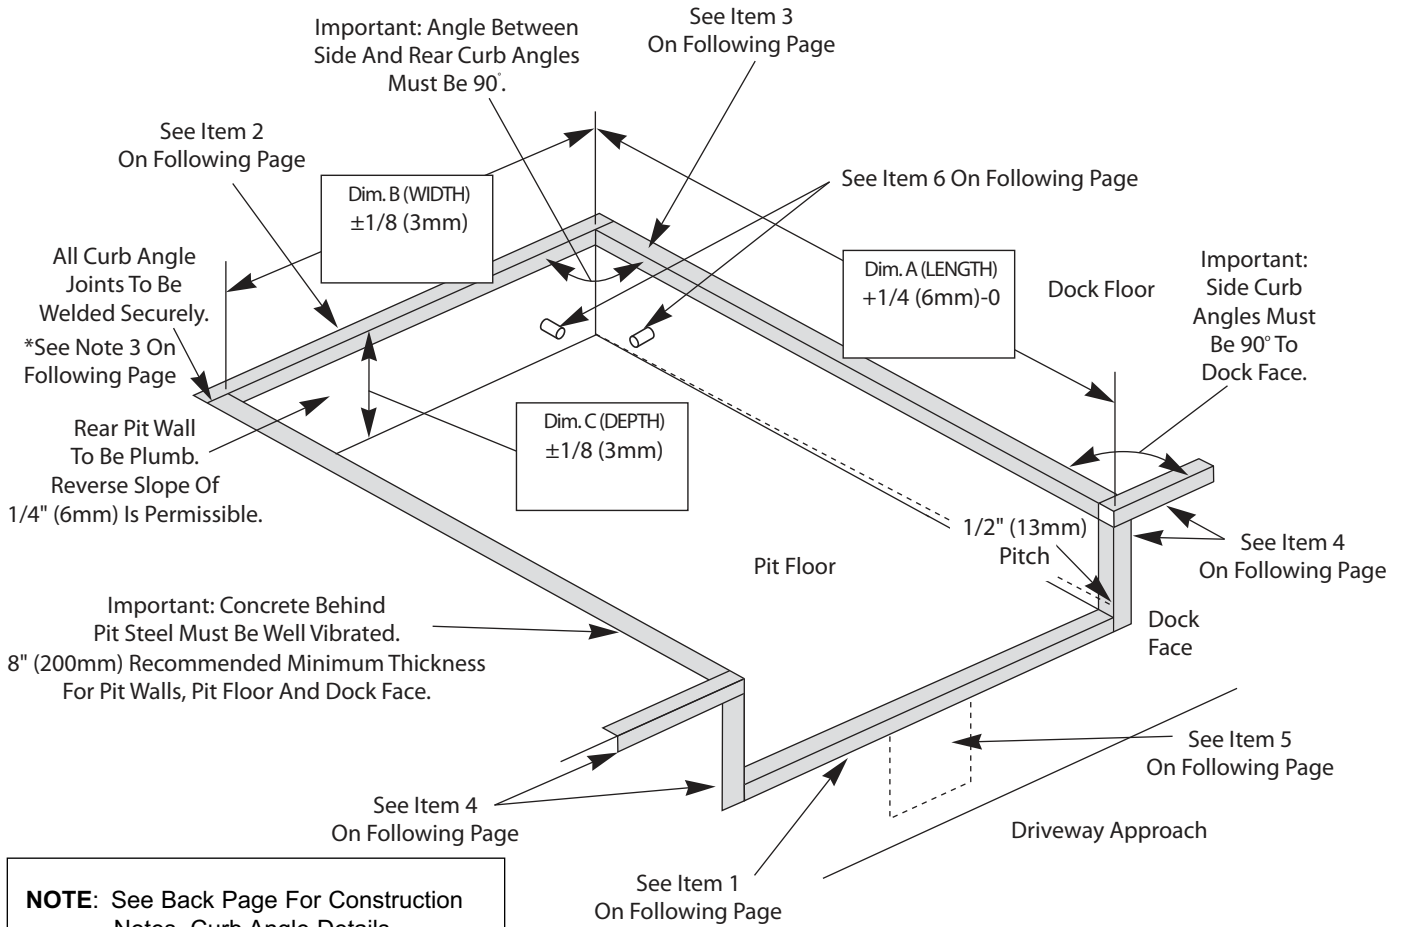 Important: Angle Between
Side And Rear Curb Angles
Must Be 90°.
See Item 3
On Following Page
See Item 2
On Following Page
Dim. B (WIDTH)
±1/8 (3mm)
See Item 6 On Following Page
All Curb Angle
Joints To Be
Welded Securely.
*See Note 3 On
Following Page
Dim. A (LENGTH)
+1/4 (6mm)-0
Dock Floor
Important:
Side Curb
Angles Must
Be 90° To
Dock Face.
Rear Pit Wall
To Be Plumb.
Reverse Slope Of
1/4" (6mm) Is Permissible.
Dim. C (DEPTH)
±1/8 (3mm)
1/2" (13mm)
Pitch
See Item 4
On Following Page
Pit Floor
Important: Concrete Behind
Pit Steel Must Be Well Vibrated.
8" (200mm) Recommended Minimum Thickness
For Pit Walls, Pit Floor And Dock Face.
Dock
Face
See Item 5
On Following Page
See Item 4
On Following Page
Driveway Approach
See Item 1
On Following Page
NOTE: See Back Page For Construction
Notes, Curb Angle Details